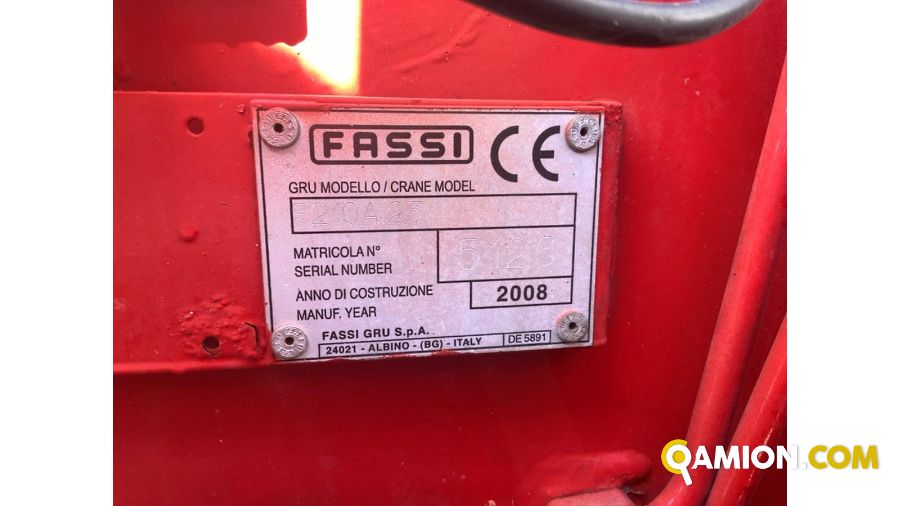 FASSI CE
GRU MODELLO / CRANE MODEL
F210A.23
MATRICOLA N°
SERIAL NUMBER
ANNO DI COSTRUZIONE
MANUF. YEAR
2008
FASSI GRU S.p.A.
24021 - ALBINO - (BG) - ITALY
DE 5891
QAMION.COM